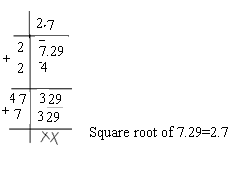 2.7
2 7.29
+ 2 -4
47 329
+ 7 329
XX
Square root of 7.29=2.7